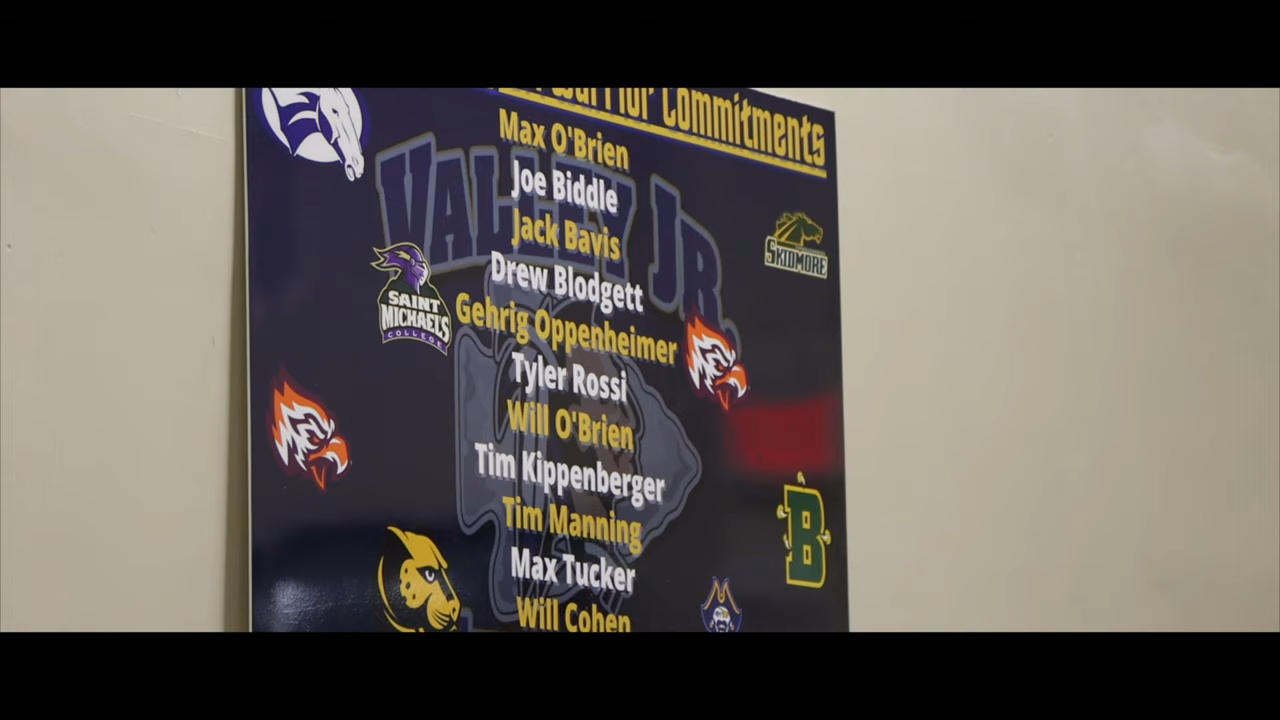 Warrior Commitments
Max O'Brien
Joe Biddle
Jack Bavis
Drew Blodgett
Gehrig Oppenheimer
Tyler Rossi
Will O'Brien
Tim Kippenberger
Tim Manning
Max Tucker
Will Cohen
VALLEY JR.
SKIDMORE
SAINT
MICHAEL'S
COLLEGE
B